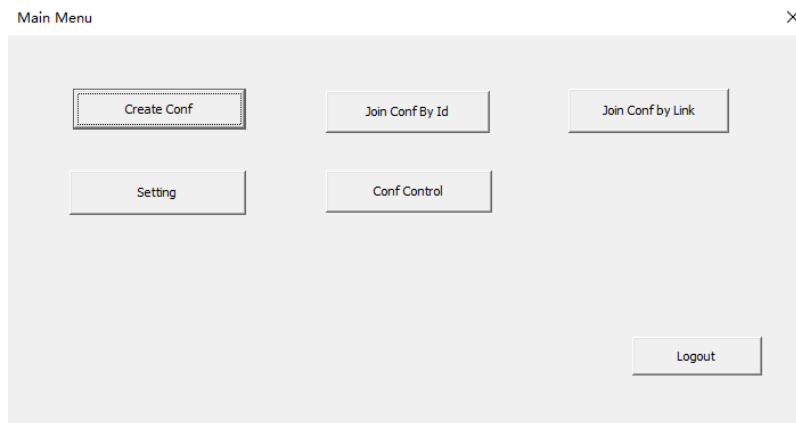 Main Menu
Create Conf
Join Conf By Id
Join Conf by Link
Setting
Conf Control
Logout